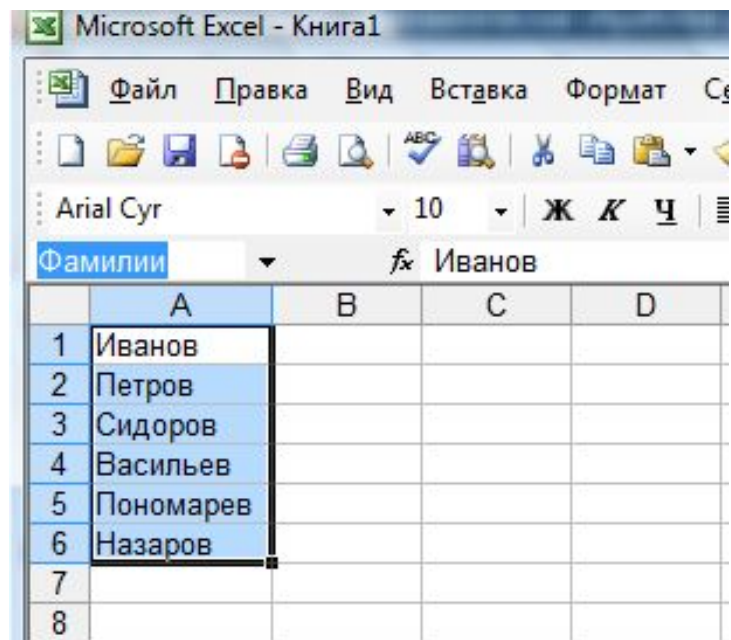 Microsoft Excel - Книга1
Файл Правка Вид Вставка Формат
ABC
Arial Cyr 10 Ж К Ч
Фамилии fx Иванов
A B C D
1 Иванов
2 Петров
3 Сидоров
4 Васильев
5 Пономарев
6 Назаров
7
8